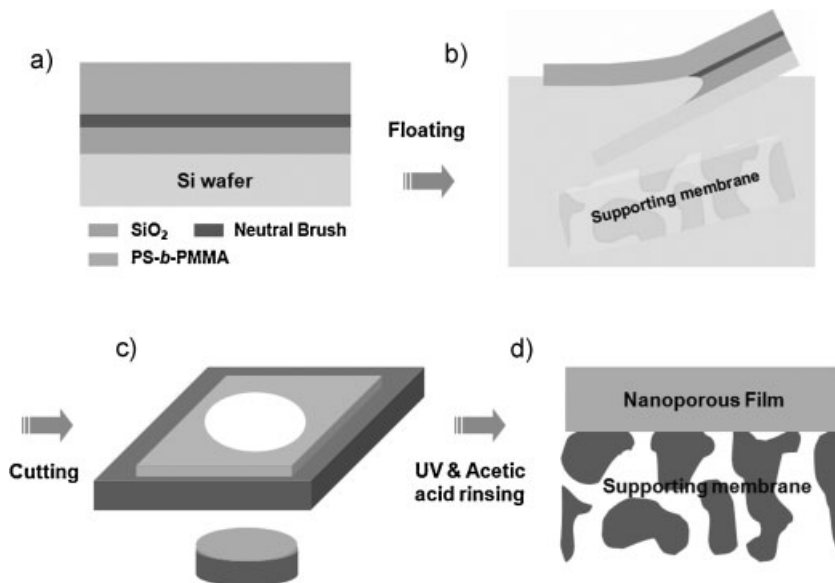 a)
Si wafer
SiO₂ Neutral Brush
PS-b-PMMA
Floating
b)
Supporting membrane
Cutting
c)
UV & Acetic
acid rinsing
d)
Nanoporous Film
Supporting membrane